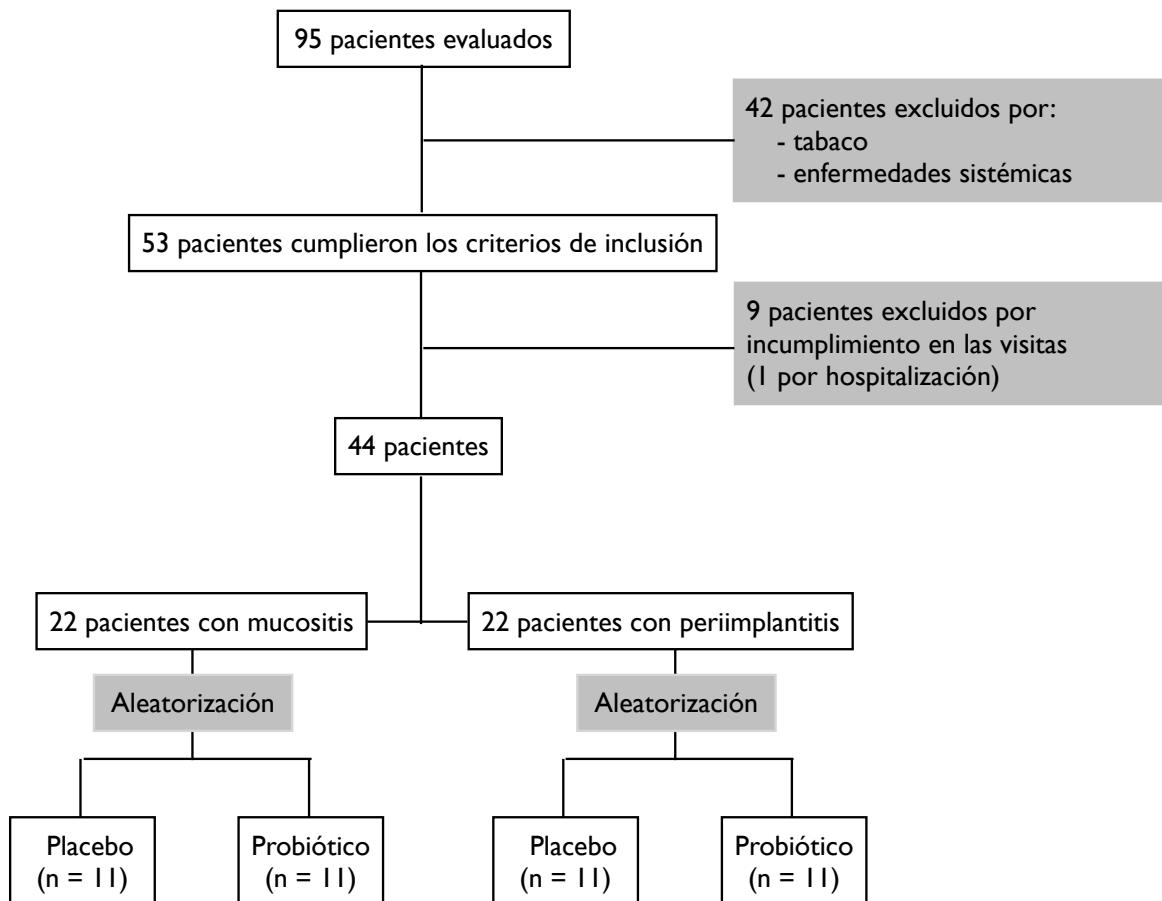 95 pacientes evaluados
42 pacientes excluidos por:
- tabaco
- enfermedades sistémicas
53 pacientes cumplieron los criterios de inclusión
9 pacientes excluidos por
incumplimiento en las visitas
(1 por hospitalización)
44 pacientes
22 pacientes con mucositis
22 pacientes con periimplantitis
Aleatorización
Aleatorización
Placebo
(n = 11)
Probiótico
(n = 11)
Placebo
(n = 11)
Probiótico
(n = 11)